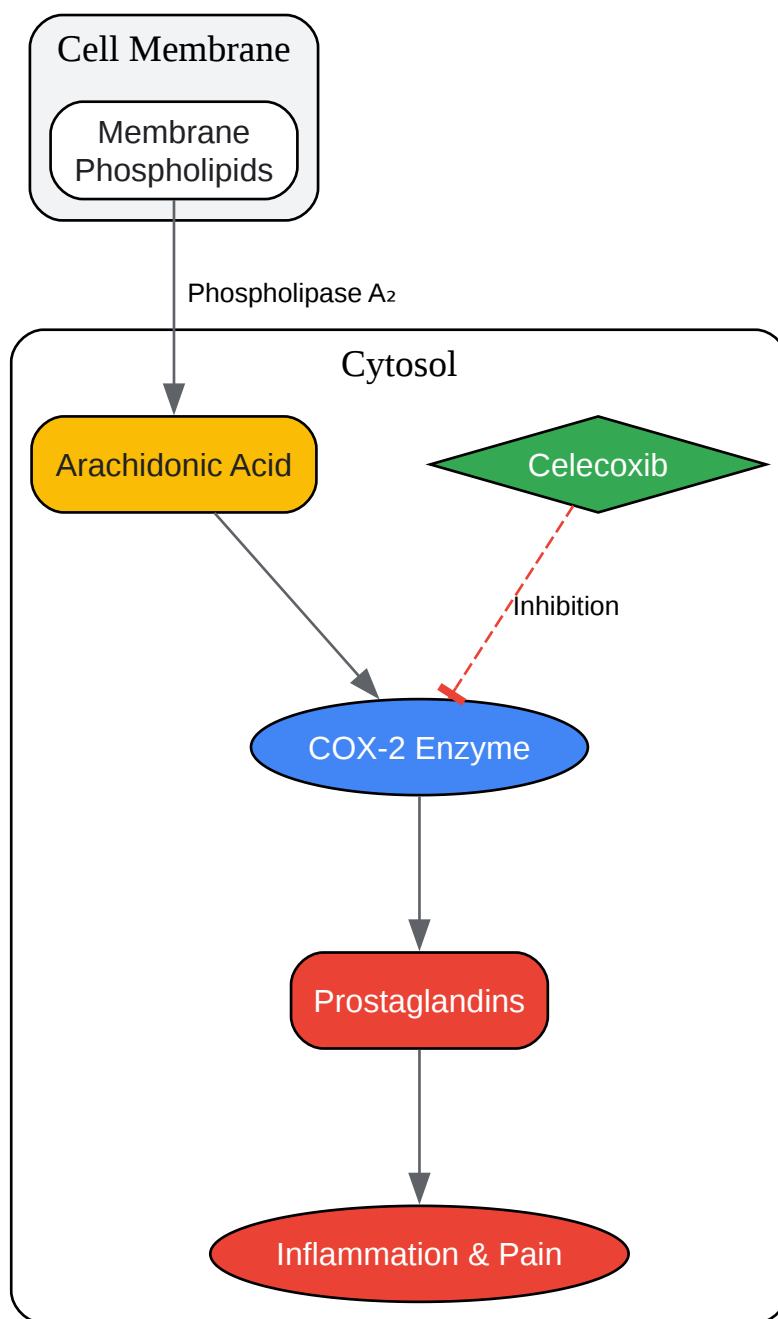 Cell Membrane
Membrane
Phospholipids
Phospholipase A₂
Cytosol
Arachidonic Acid
Celecoxib
Inhibition
COX-2 Enzyme
Prostaglandins
Inflammation & Pain